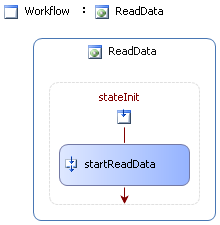 Workflow : ReadData
ReadData
stateInit
startReadData